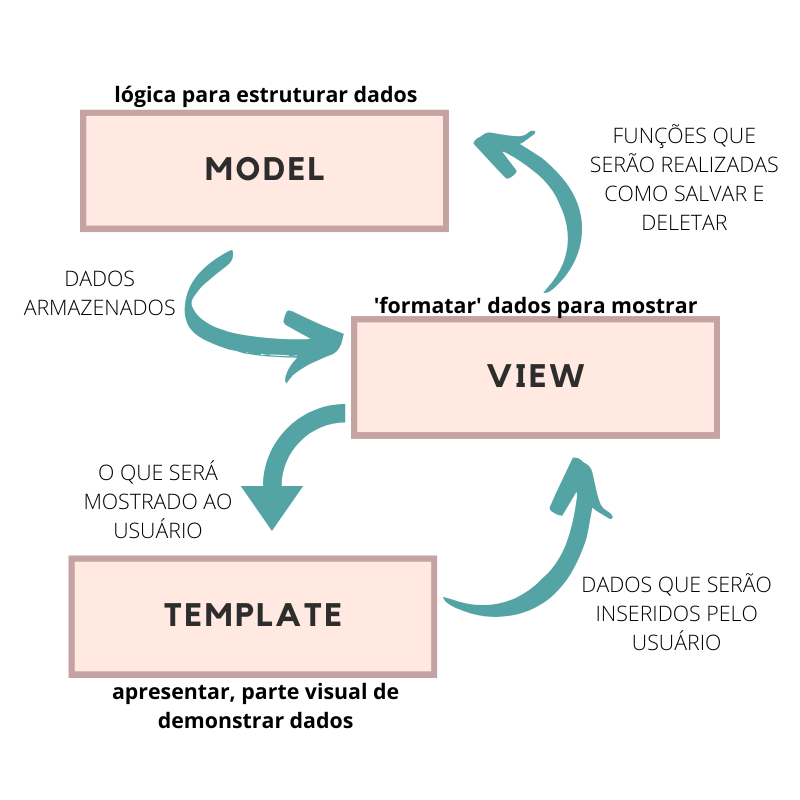 lógica para estruturar dados
MODEL
FUNÇÕES QUE
SERÃO REALIZADAS
COMO SALVAR E
DELETAR
DADOS
ARMAZENADOS
'formatar' dados para mostrar
VIEW
O QUE SERÁ
MOSTRADO AO
USUÁRIO
DADOS QUE SERÃO
INSERIDOS PELO
USUÁRIO
TEMPLATE
apresentar, parte visual de
demonstrar dados